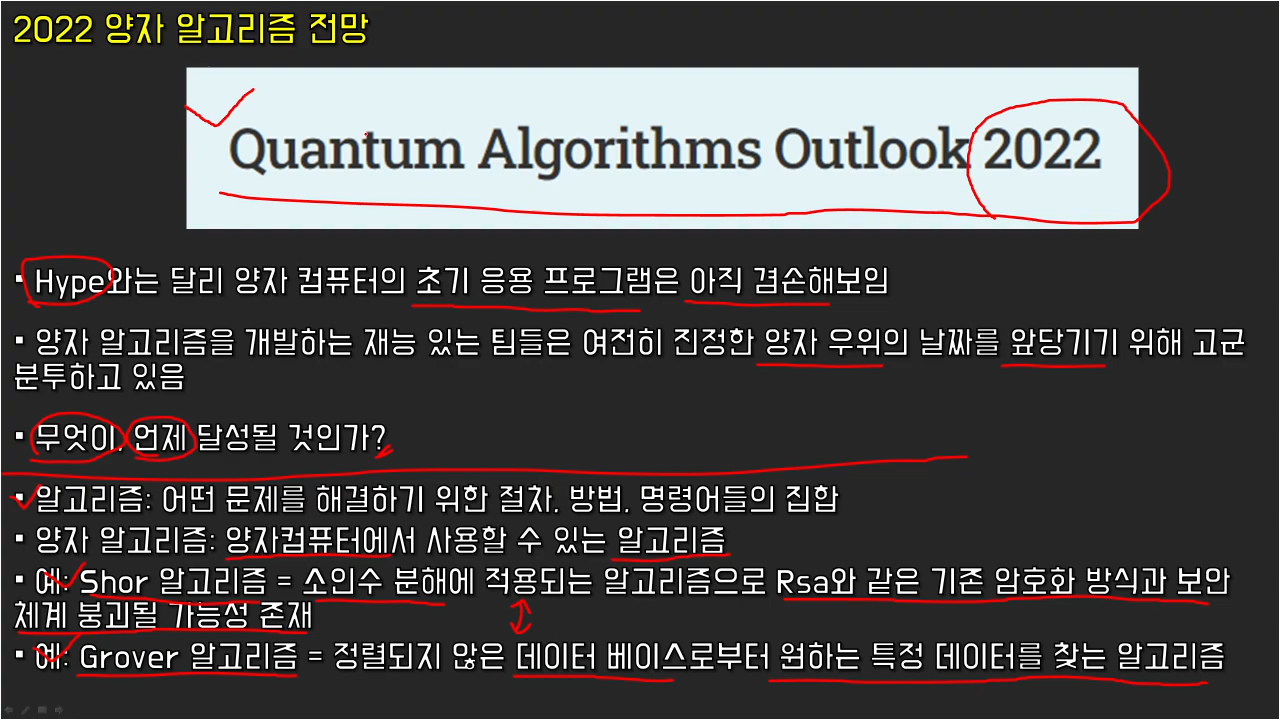 2022 양자 알고리즘 전망
Quantum Algorithms Outlook 2022
▪ Hype와는 달리 양자 컴퓨터의 초기 응용 프로그램은 아직 겸손해보임
▪ 양자 알고리즘을 개발하는 재능 있는 팀들은 여전히 진정한 양자 우위의 날짜를 앞당기기 위해 고군
분투하고 있음
▪ 무엇이, 언제 달성될 것인가?
▪ 알고리즘: 어떤 문제를 해결하기 위한 절차, 방법, 명령어들의 집합
▪ 양자 알고리즘: 양자컴퓨터에서 사용할 수 있는 알고리즘
▪ 예: Shor 알고리즘 = 소인수 분해에 적용되는 알고리즘으로 Rsa와 같은 기존 암호화 방식과 보안
체계 붕괴될 가능성 존재
▪ 예: Grover 알고리즘 = 정렬되지 않은 데이터 베이스로부터 원하는 특정 데이터를 찾는 알고리즘